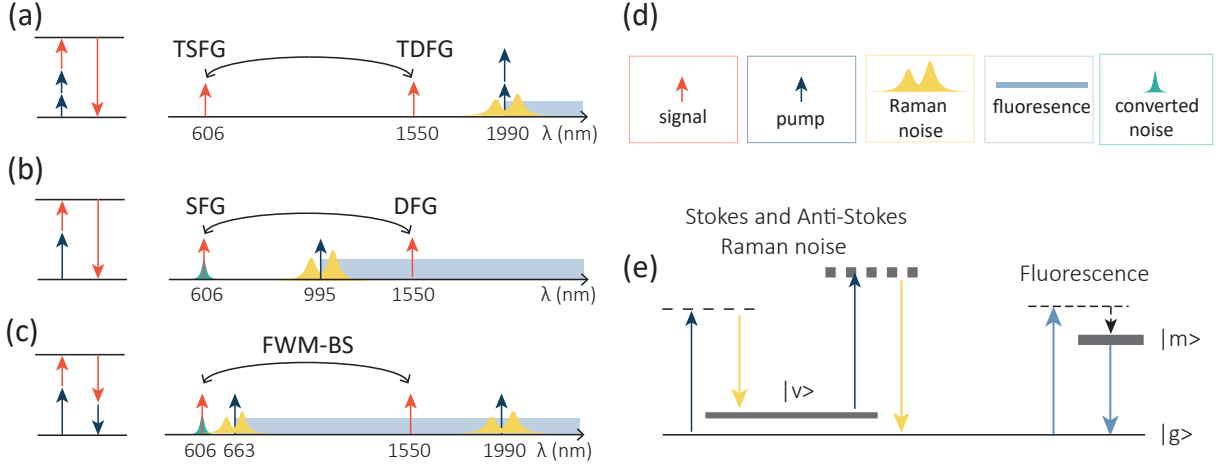 (a)
TSFG
TDFG
606
1550
1990
λ (nm)
(b)
SFG
DFG
606
995
1550
λ (nm)
(c)
FWM-BS
606 663
1550
1990
λ (nm)
(d)
signal
pump
Raman
noise
fluoresence
converted
noise
Stokes and Anti-Stokes
Raman noise
(e)
Fluorescence
|m>
|v>
|g>